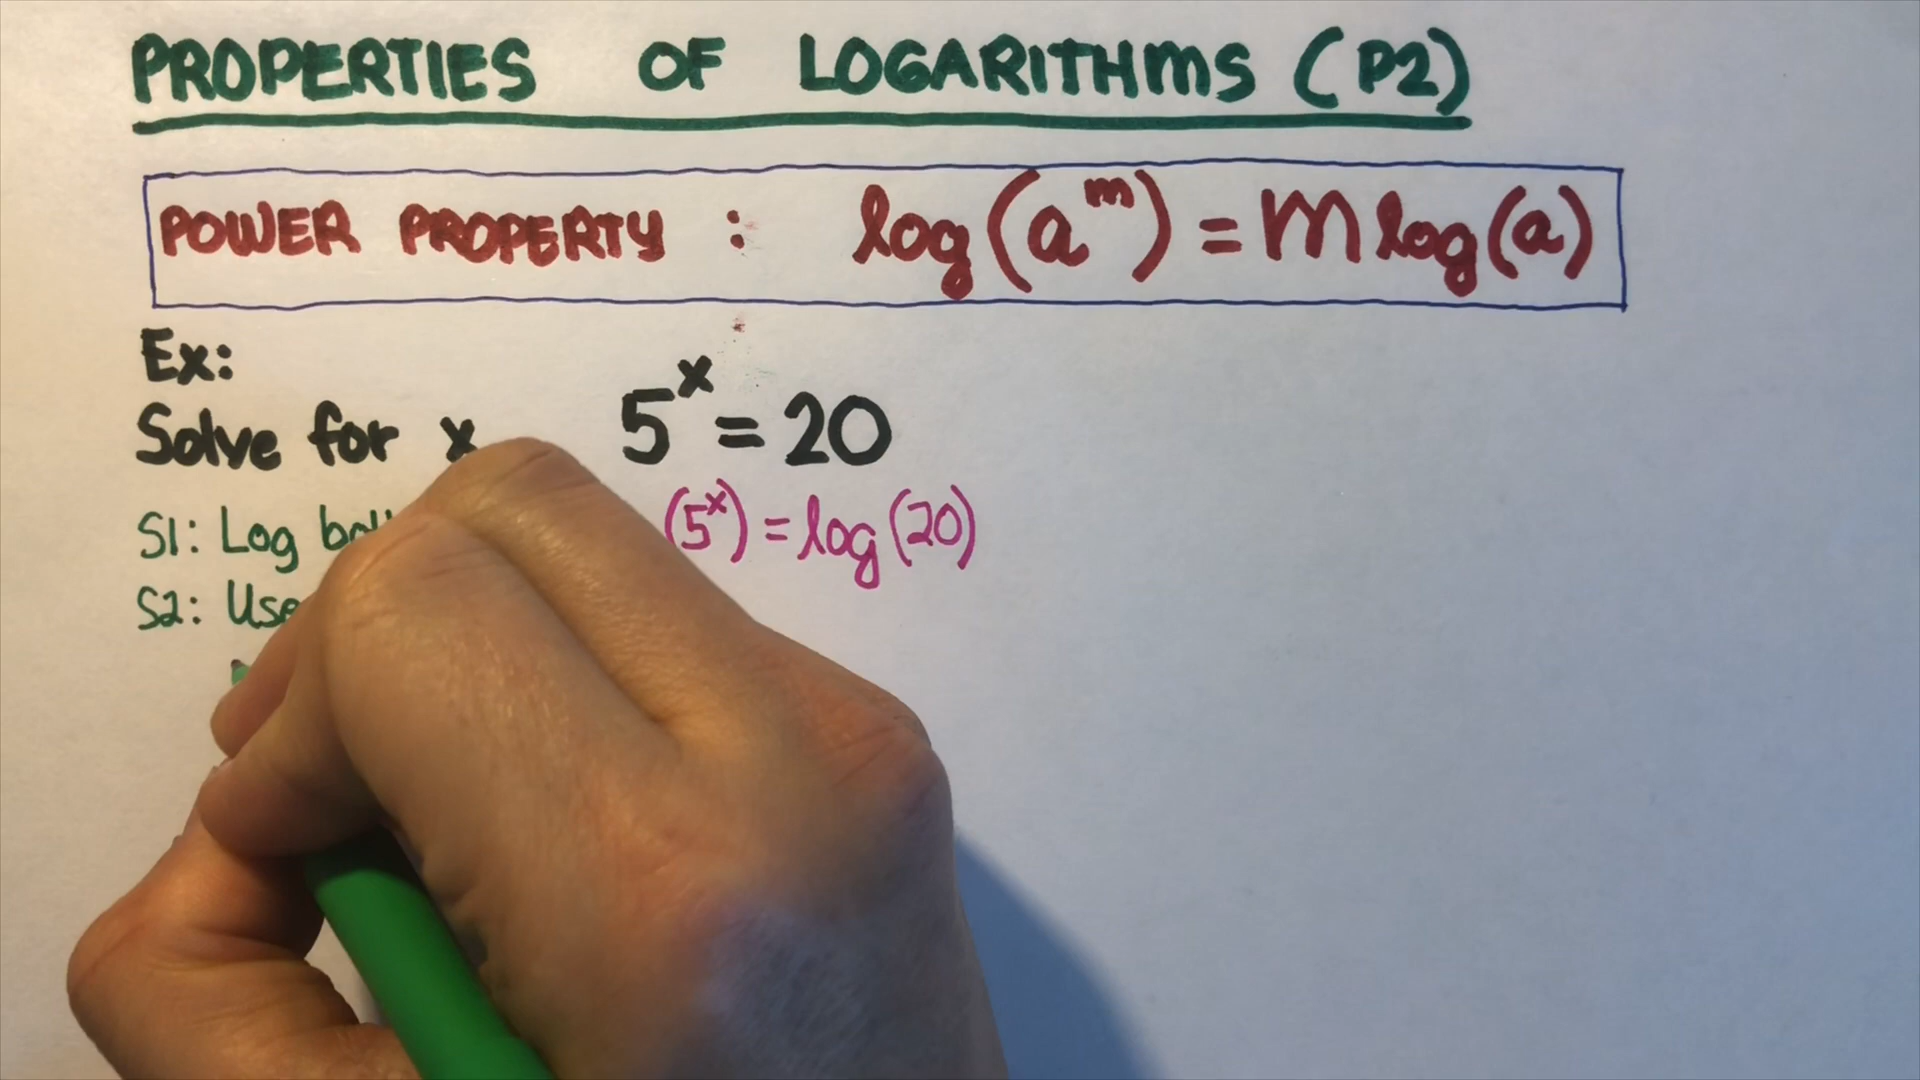 PROPERTIES OF LOGARITHMS (P2)
POWER PROPERTY : log(a^m) = m log(a)
Ex:
Solve for x 5^x = 20
S1: Log (5^x) = log(20)
S2: Use